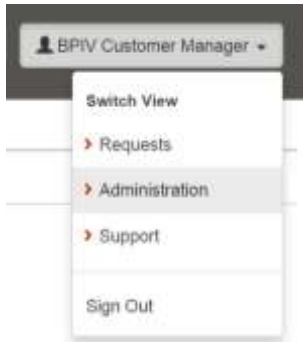 BPIV Customer Manager
Switch View
Requests
Administration
Support
Sign Out